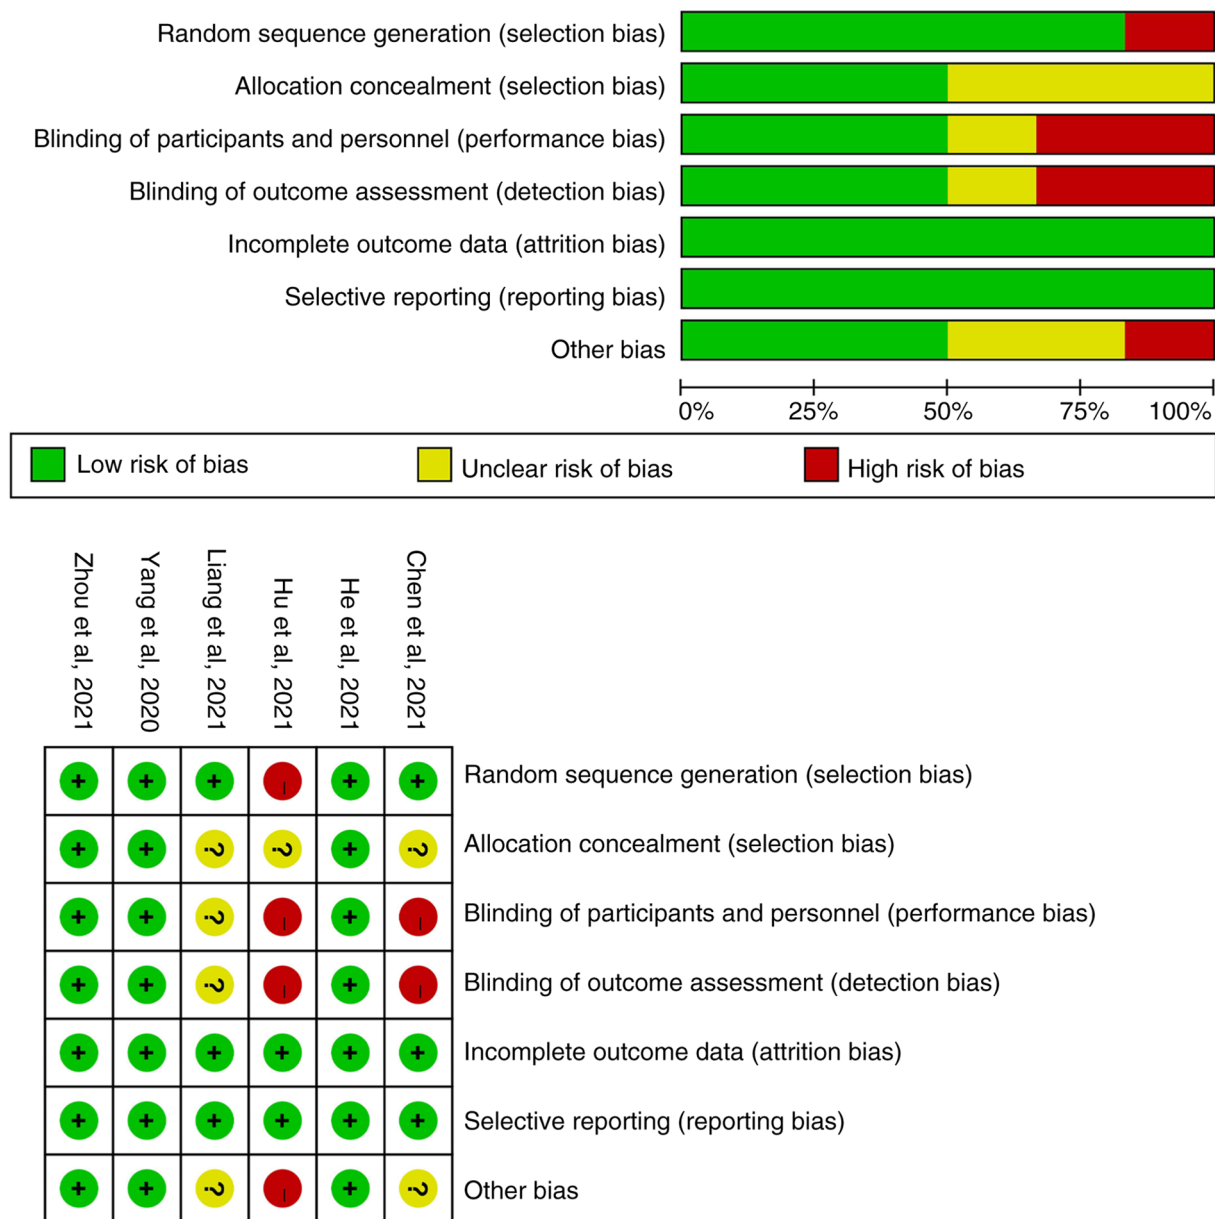 Random sequence generation (selection bias)
Allocation concealment (selection bias)
Blinding of participants and personnel (performance bias)
Blinding of outcome assessment (detection bias)
Incomplete outcome data (attrition bias)
Selective reporting (reporting bias)
Other bias
0% 25% 50% 75% 100%
Low risk of bias Unclear risk of bias High risk of bias
Zhou et al, 2021
Yang et al, 2020
Liang et al, 2021
Hu et al, 2021
He et al, 2021
Chen et al, 2021
+ + + – + + Random sequence generation (selection bias)
+ + ? ? + ? Allocation concealment (selection bias)
+ + ? – + – Blinding of participants and personnel (performance bias)
+ + ? – + – Blinding of outcome assessment (detection bias)
+ + + + + + Incomplete outcome data (attrition bias)
+ + + + + + Selective reporting (reporting bias)
+ + ? – + ? Other bias